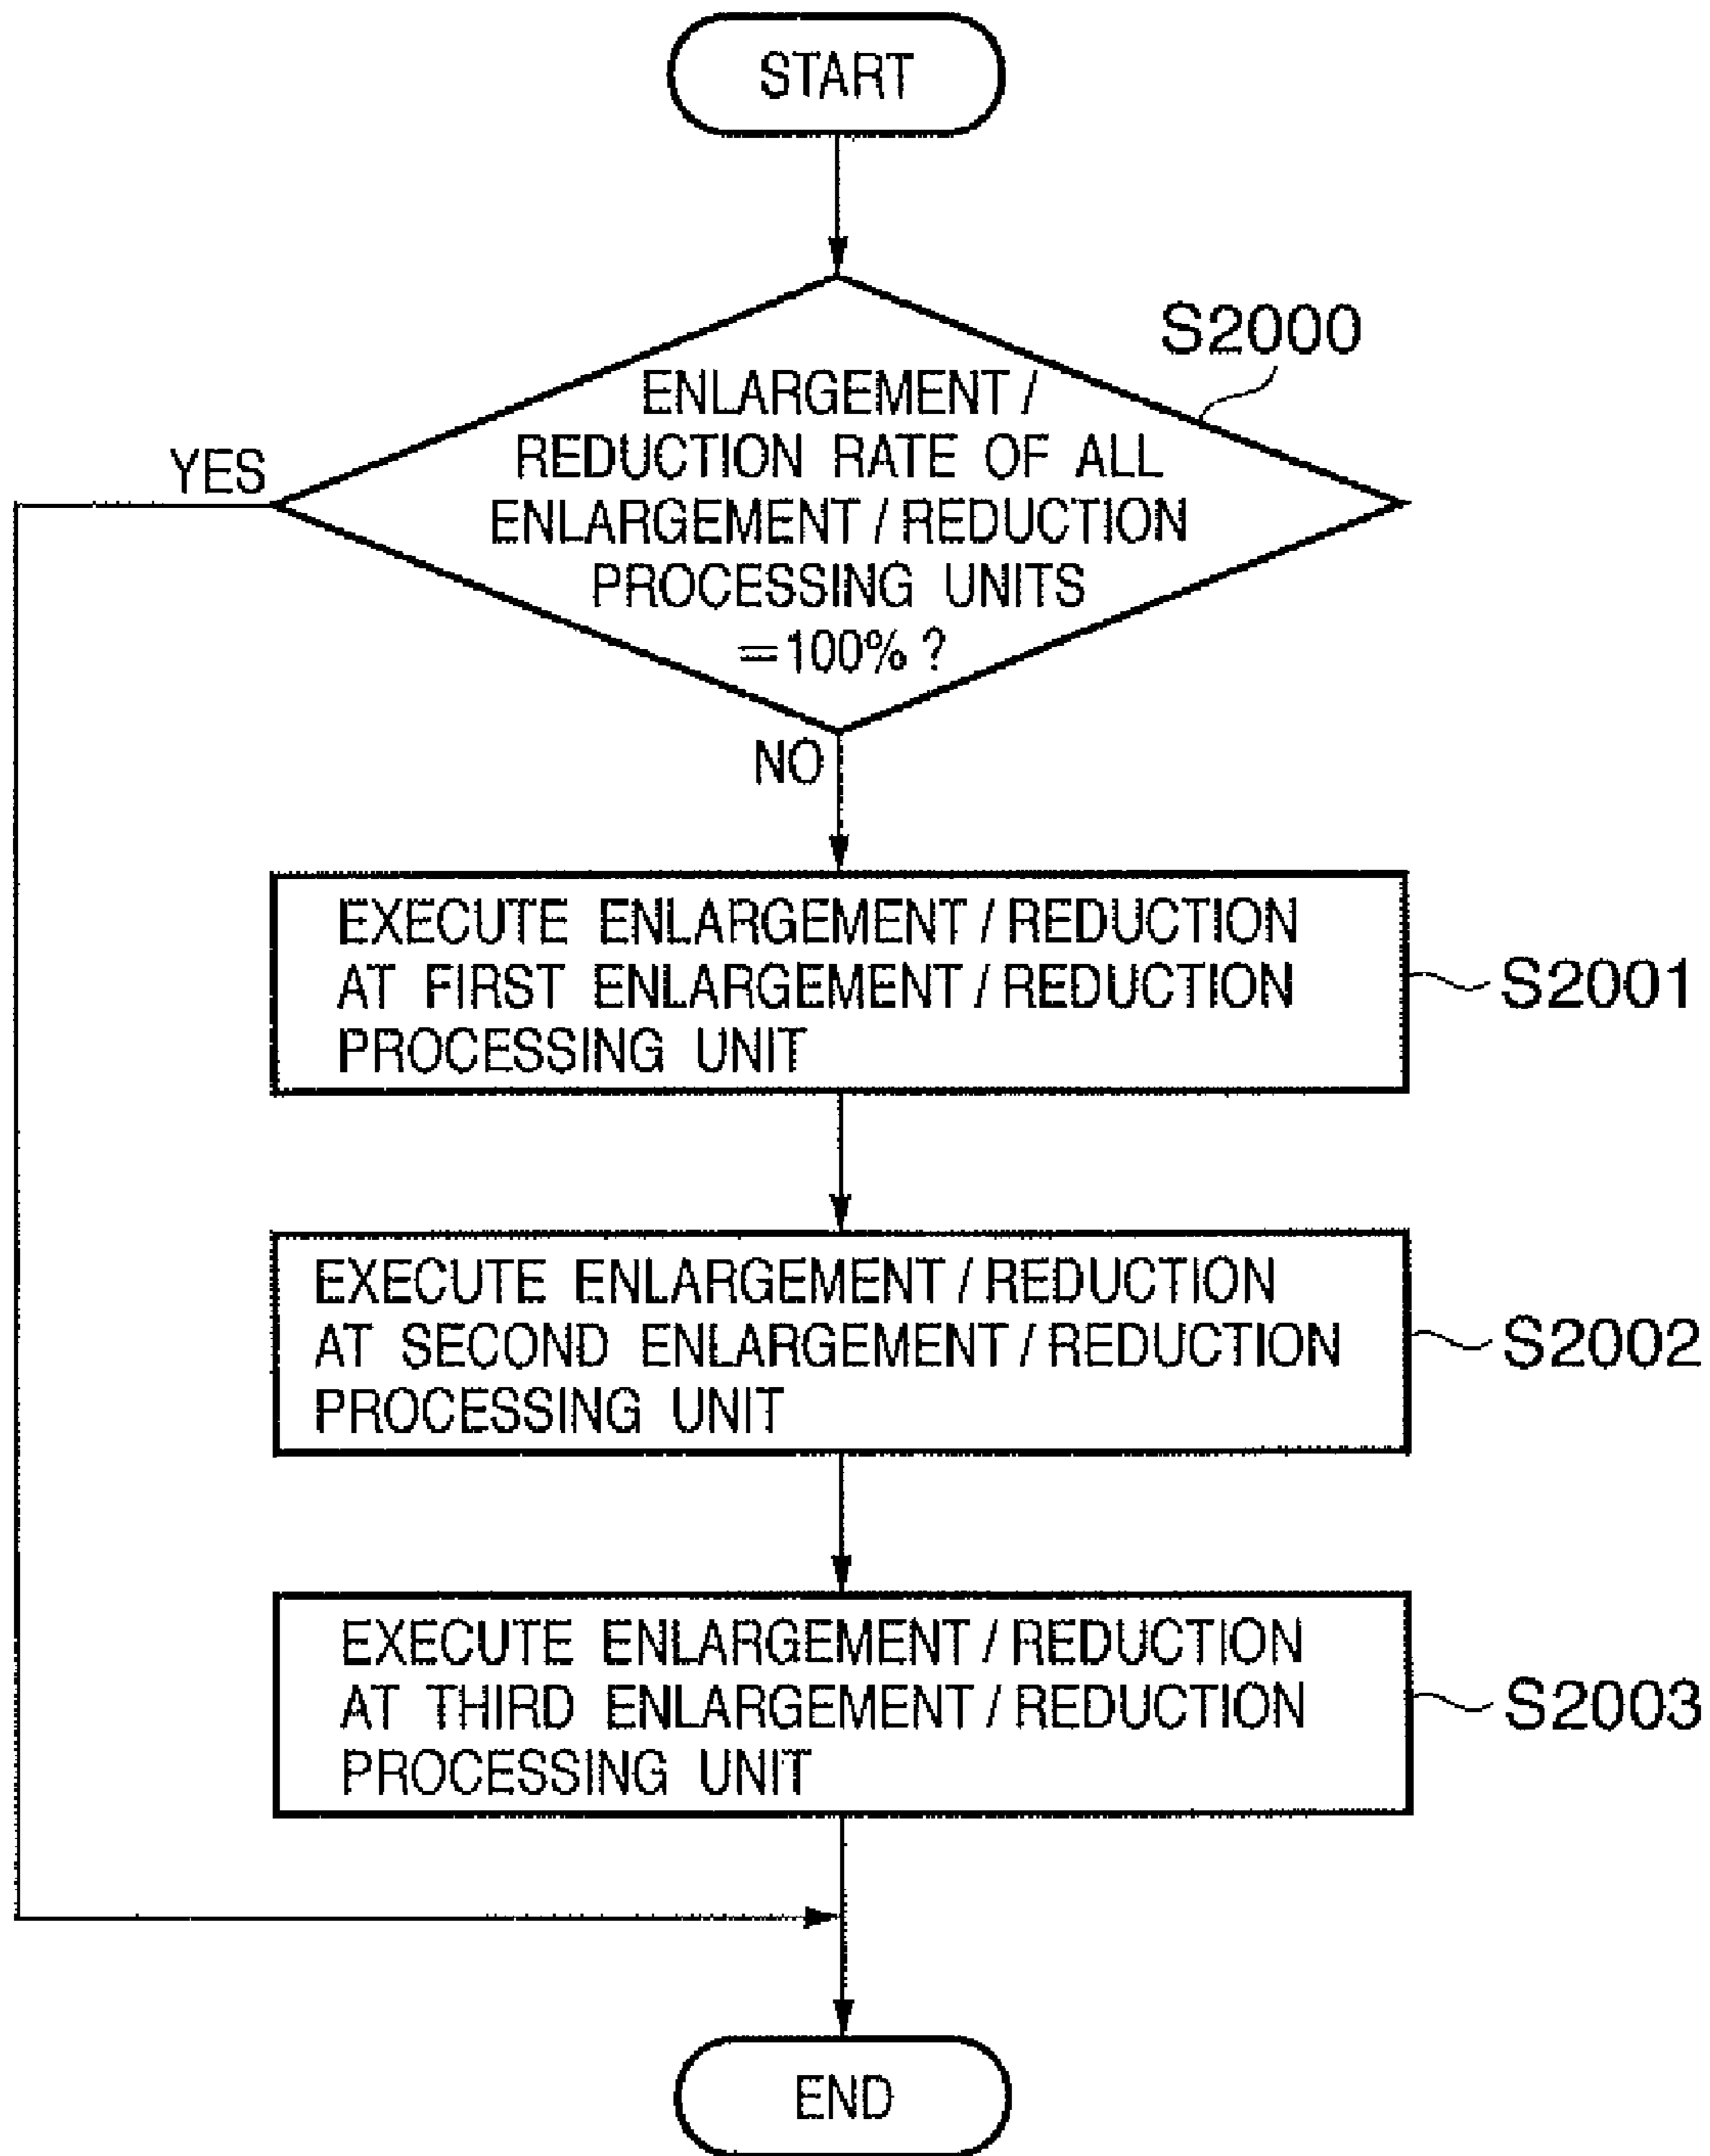 START
S2000
ENLARGEMENT /
REDUCTION RATE OF ALL
ENLARGEMENT / REDUCTION
PROCESSING UNITS
=100% ?
YES
NO
EXECUTE ENLARGEMENT / REDUCTION
AT FIRST ENLARGEMENT / REDUCTION
PROCESSING UNIT
S2001
EXECUTE ENLARGEMENT / REDUCTION
AT SECOND ENLARGEMENT / REDUCTION
PROCESSING UNIT
S2002
EXECUTE ENLARGEMENT / REDUCTION
AT THIRD ENLARGEMENT / REDUCTION
PROCESSING UNIT
S2003
END